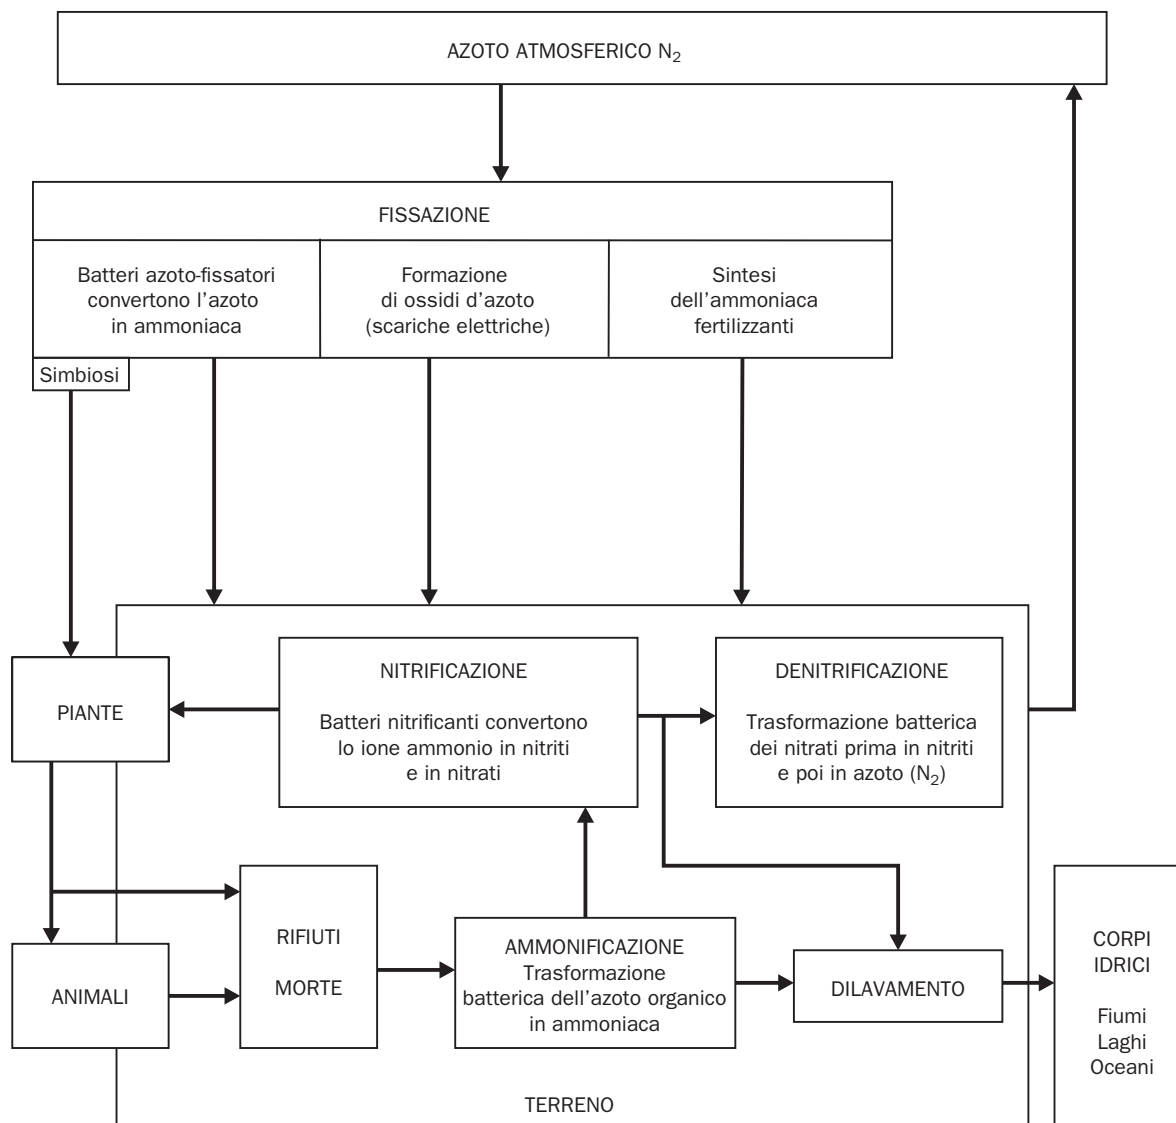 AZOTO ATMOSFERICO N₂
FISSAZIONE
Batteri azoto-fissatori
convertono l'azoto
in ammoniaca
Formazione
di ossidi d'azoto
(scariche elettriche)
Sintesi
dell'ammoniaca
fertilizzanti
Simbiosi
PIANTE
NITRIFICAZIONE
Batteri nitrificanti convertono
lo ione ammonio in nitriti
e in nitrati
DENITRIFICAZIONE
Trasformazione batterica
dei nitrati prima in nitriti
e poi in azoto (N₂)
ANIMALI
RIFIUTI
MORTE
AMMONIFICAZIONE
Trasformazione
batterica dell'azoto organico
in ammoniaca
DILAVAMENTO
CORPI
IDRICI
Fiumi
Laghi
Oceani
TERRENO